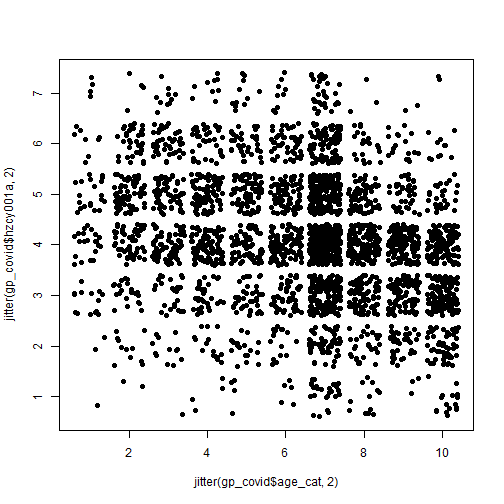 7
6
5
4
3
2
1
jitter(gp_covid$hzcy001a, 2)
2 4 6 8 10
jitter(gp_covid$age_cat, 2)